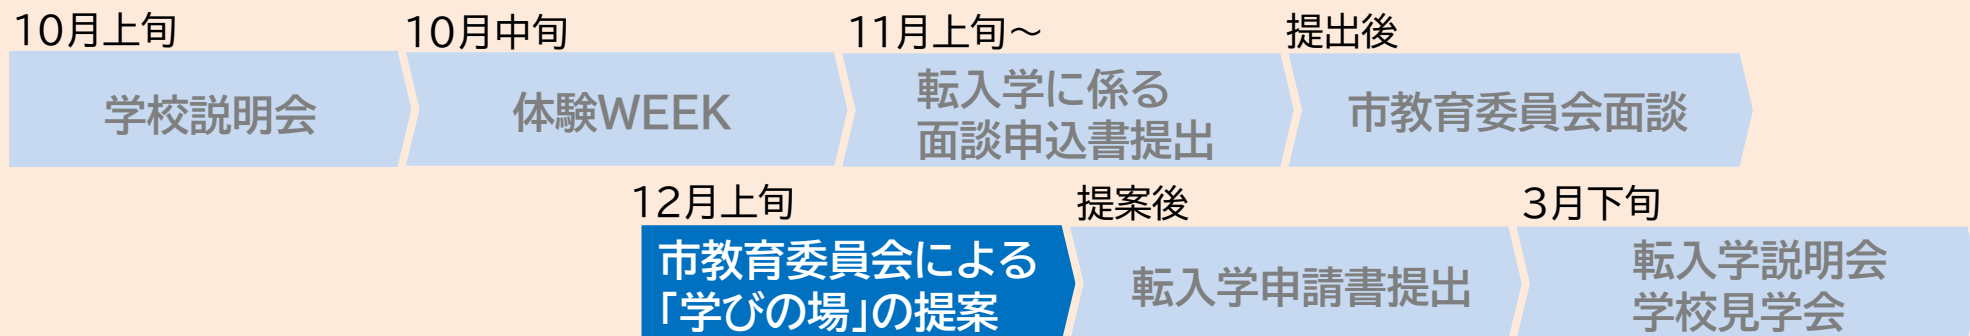 10月上旬
10月中旬
11月上旬～
提出後
学校説明会
体験WEEK
転入学に係る
面談申込書提出
市教育委員会面談
12月上旬
提案後
3月下旬
市教育委員会による
「学びの場」の提案
転入学申請書提出
転入学説明会
学校見学会